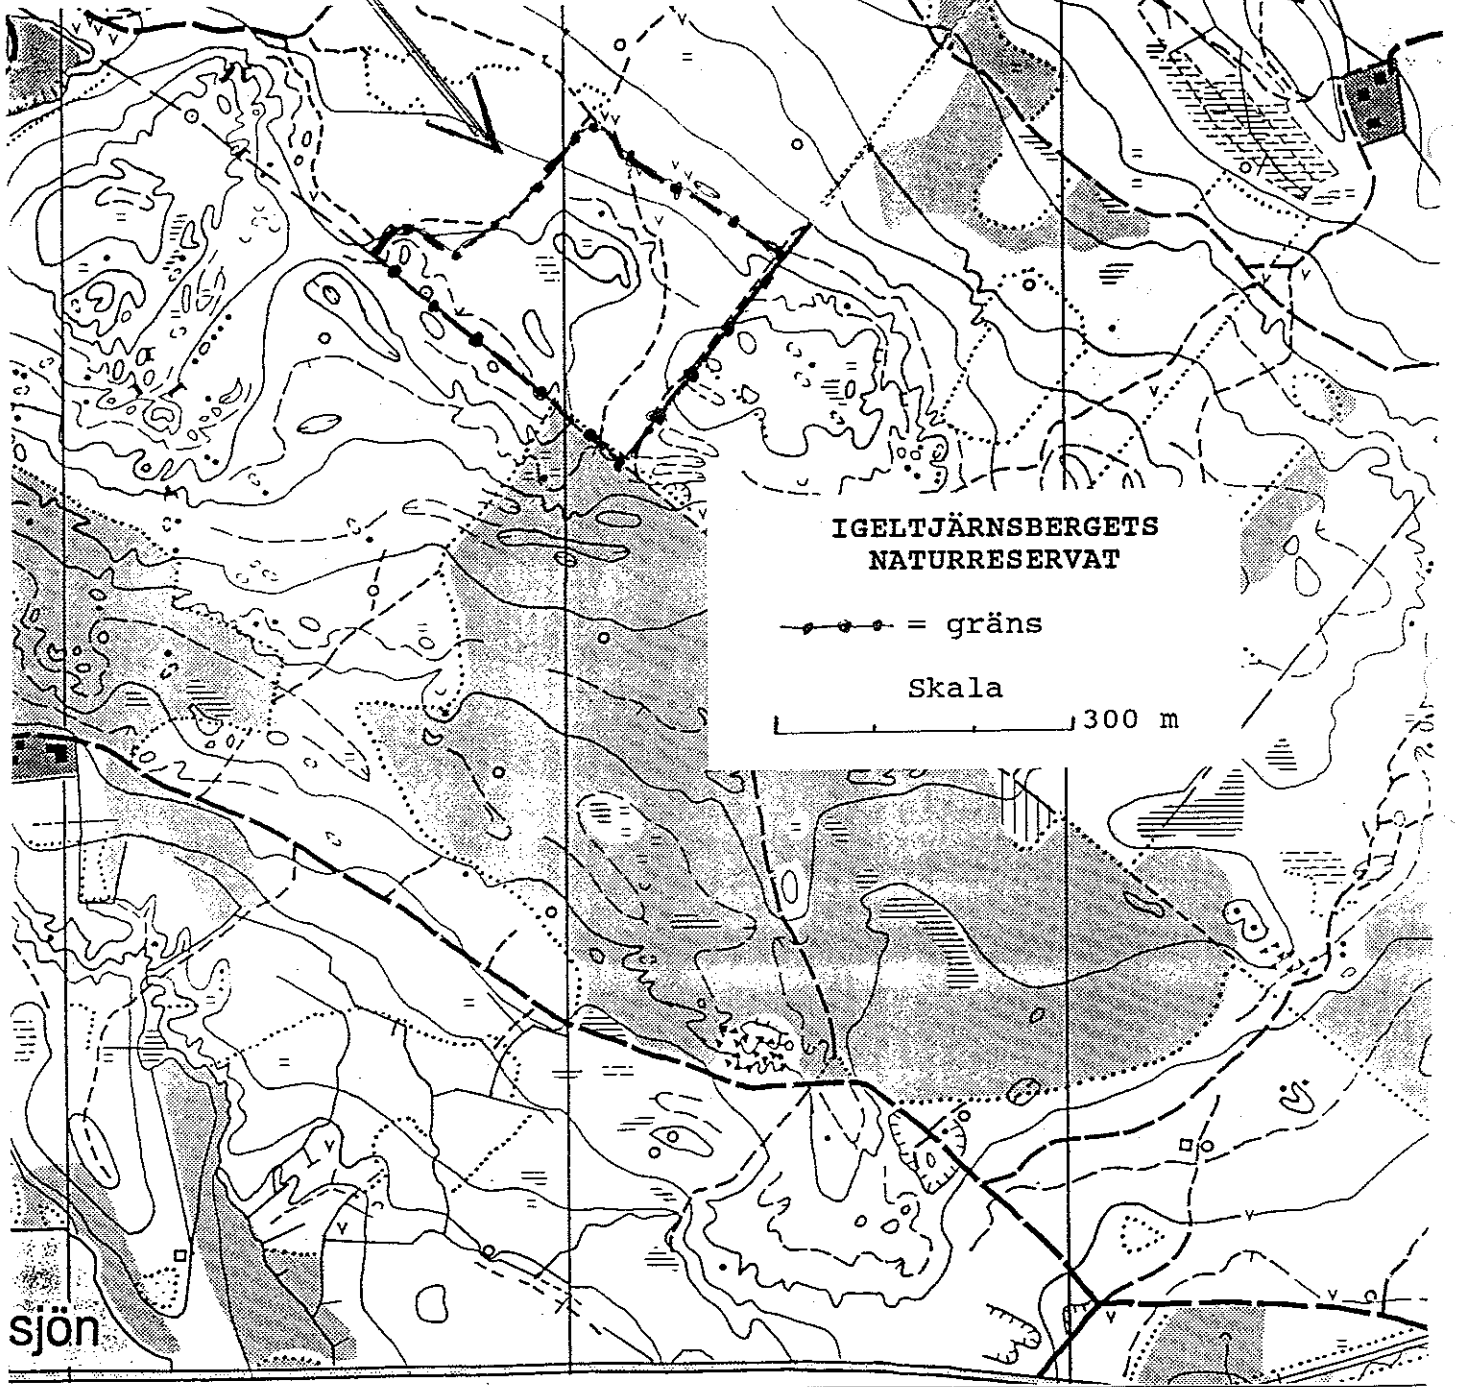 IGELTJÄRNSBERGETS
NATURRESERVAT
= gräns
Skala
300 m
sjön